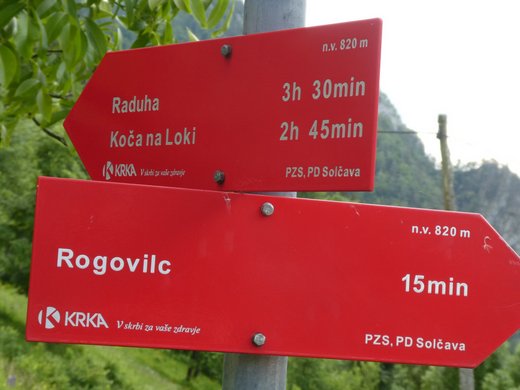 n.v. 820 m
Raduha 3h 30min
Koča na Loki 2h 45min
KRKA V skrbi za vaše zdravje PZS, PD Solčava
n.v. 820 m
Rogovilc 15min
KRKA V skrbi za vaše zdravje PZS, PD Solčava